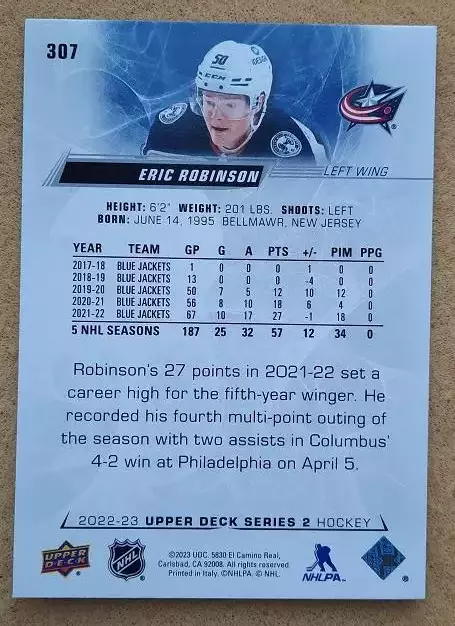 307
50
CCM
ERIC ROBINSON
LEFT WING
HEIGHT: 6'2" WEIGHT: 201 LBS. SHOOTS: LEFT
BORN: JUNE 14, 1995 BELLMAWR, NEW JERSEY
YEAR TEAM GP G A PTS +/- PIM PPG
2017-18 BLUE JACKETS 1 0 0 0 1 0 0
2018-19 BLUE JACKETS 13 0 0 0 -4 0 0
2019-20 BLUE JACKETS 50 7 5 12 10 12 0
2020-21 BLUE JACKETS 56 8 10 18 6 4 0
2021-22 BLUE JACKETS 67 10 17 27 -1 18 0
5 NHL SEASONS 187 25 32 57 12 34 0
Robinson's 27 points in 2021-22 set a
career high for the fifth-year winger. He
recorded his fourth multi-point outing of
the season with two assists in Columbus'
4-2 win at Philadelphia on April 5.
2022-23 UPPER DECK SERIES 2 HOCKEY
UPPER DECK
NHL
©2023 UDC. 5830 El Camino Real,
Carlsbad, CA 92008. All rights reserved.
Printed in Italy. ©NHLPA. © NHL.
NHLPA